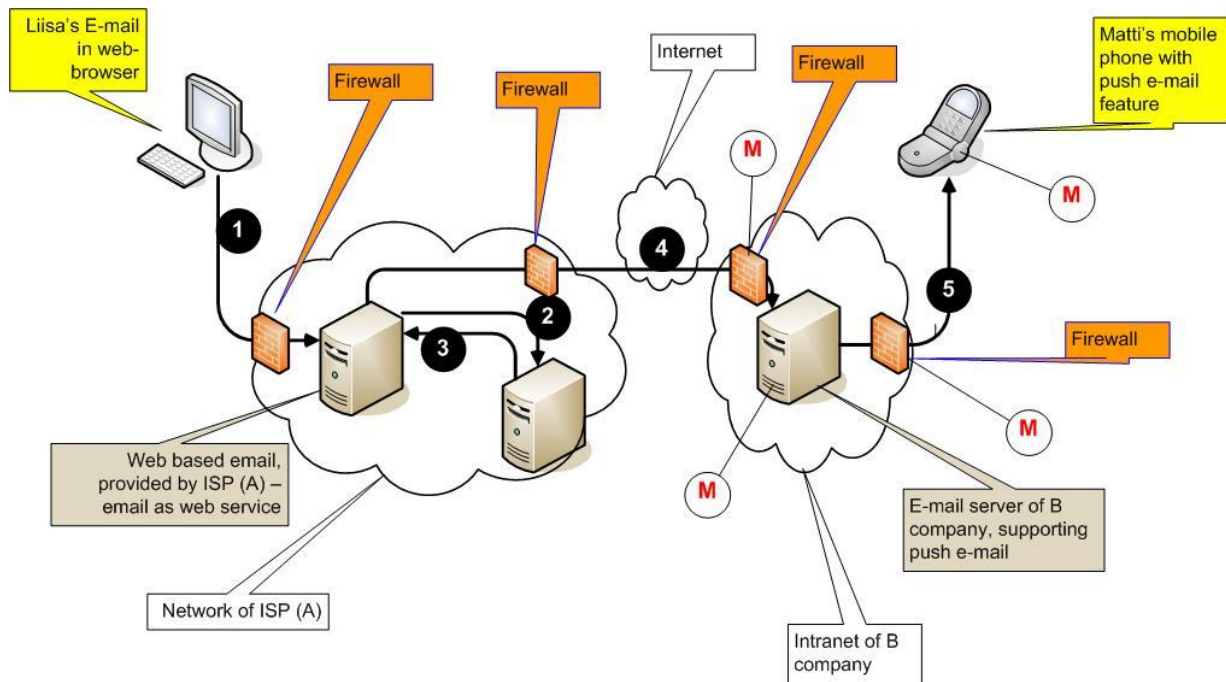 Liisa's E-mail
in web-
browser
Firewall
Firewall
Internet
Firewall
Matti's mobile
phone with
push e-mail
feature
M
M
1
4
5
2
3
Firewall
M
M
Web based email,
provided by ISP (A) –
email as web service
E-mail server of B
company, supporting
push e-mail
Network of ISP (A)
Intranet of B
company